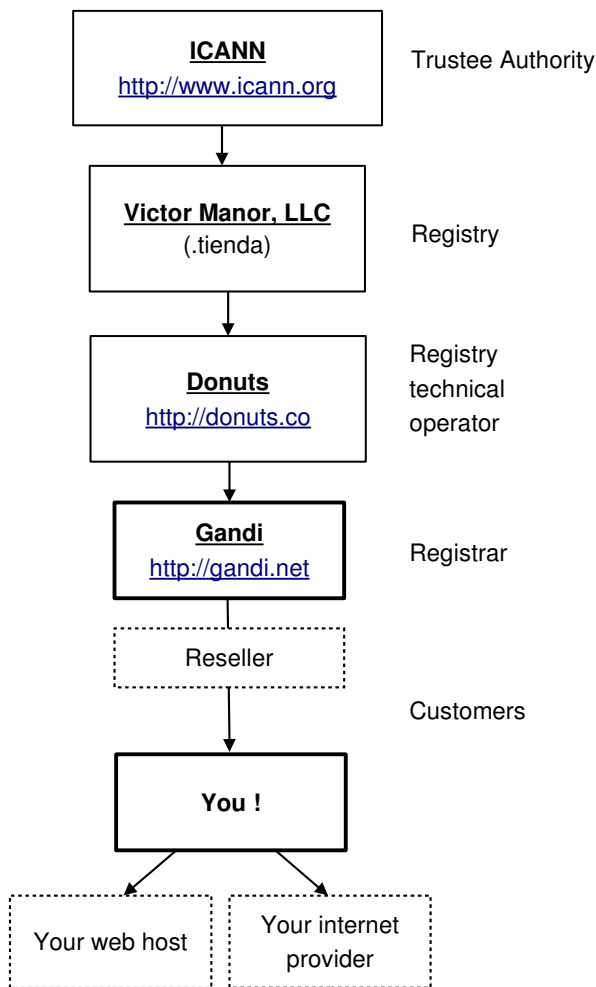 ICANN
http://www.icann.org
Trustee Authority
Victor Manor, LLC
(.tienda)
Registry
Donuts
http://donuts.co
Registry
technical
operator
Gandi
http://gandi.net
Registrar
Reseller
Customers
You !
Your web host
Your internet
provider